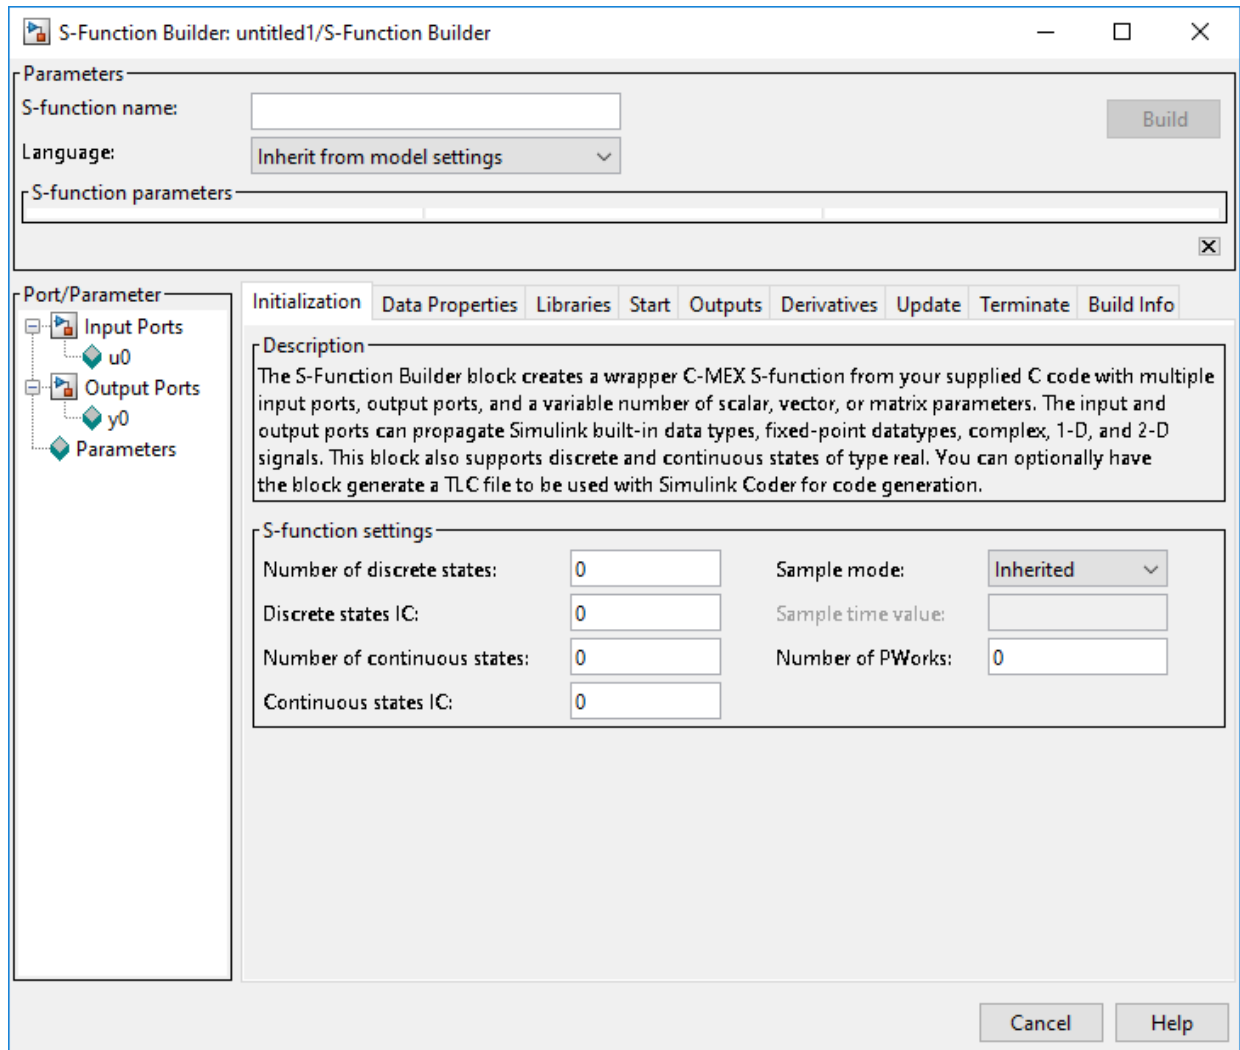 S-Function Builder: untitled1/S-Function Builder
Parameters
S-function name:
Build
Language:
Inherit from model settings
S-function parameters
Port/Parameter
Input Ports
u0
Output Ports
y0
Parameters
Initialization Data Properties Libraries Start Outputs Derivatives Update Terminate Build Info
Description
The S-Function Builder block creates a wrapper C-MEX S-function from your supplied C code with multiple
input ports, output ports, and a variable number of scalar, vector, or matrix parameters. The input and
output ports can propagate Simulink built-in data types, fixed-point datatypes, complex, 1-D, and 2-D
signals. This block also supports discrete and continuous states of type real. You can optionally have
the block generate a TLC file to be used with Simulink Coder for code generation.
S-function settings
Number of discrete states: 0 Sample mode: Inherited
Discrete states IC: 0 Sample time value:
Number of continuous states: 0 Number of PWorks: 0
Continuous states IC: 0
Cancel Help